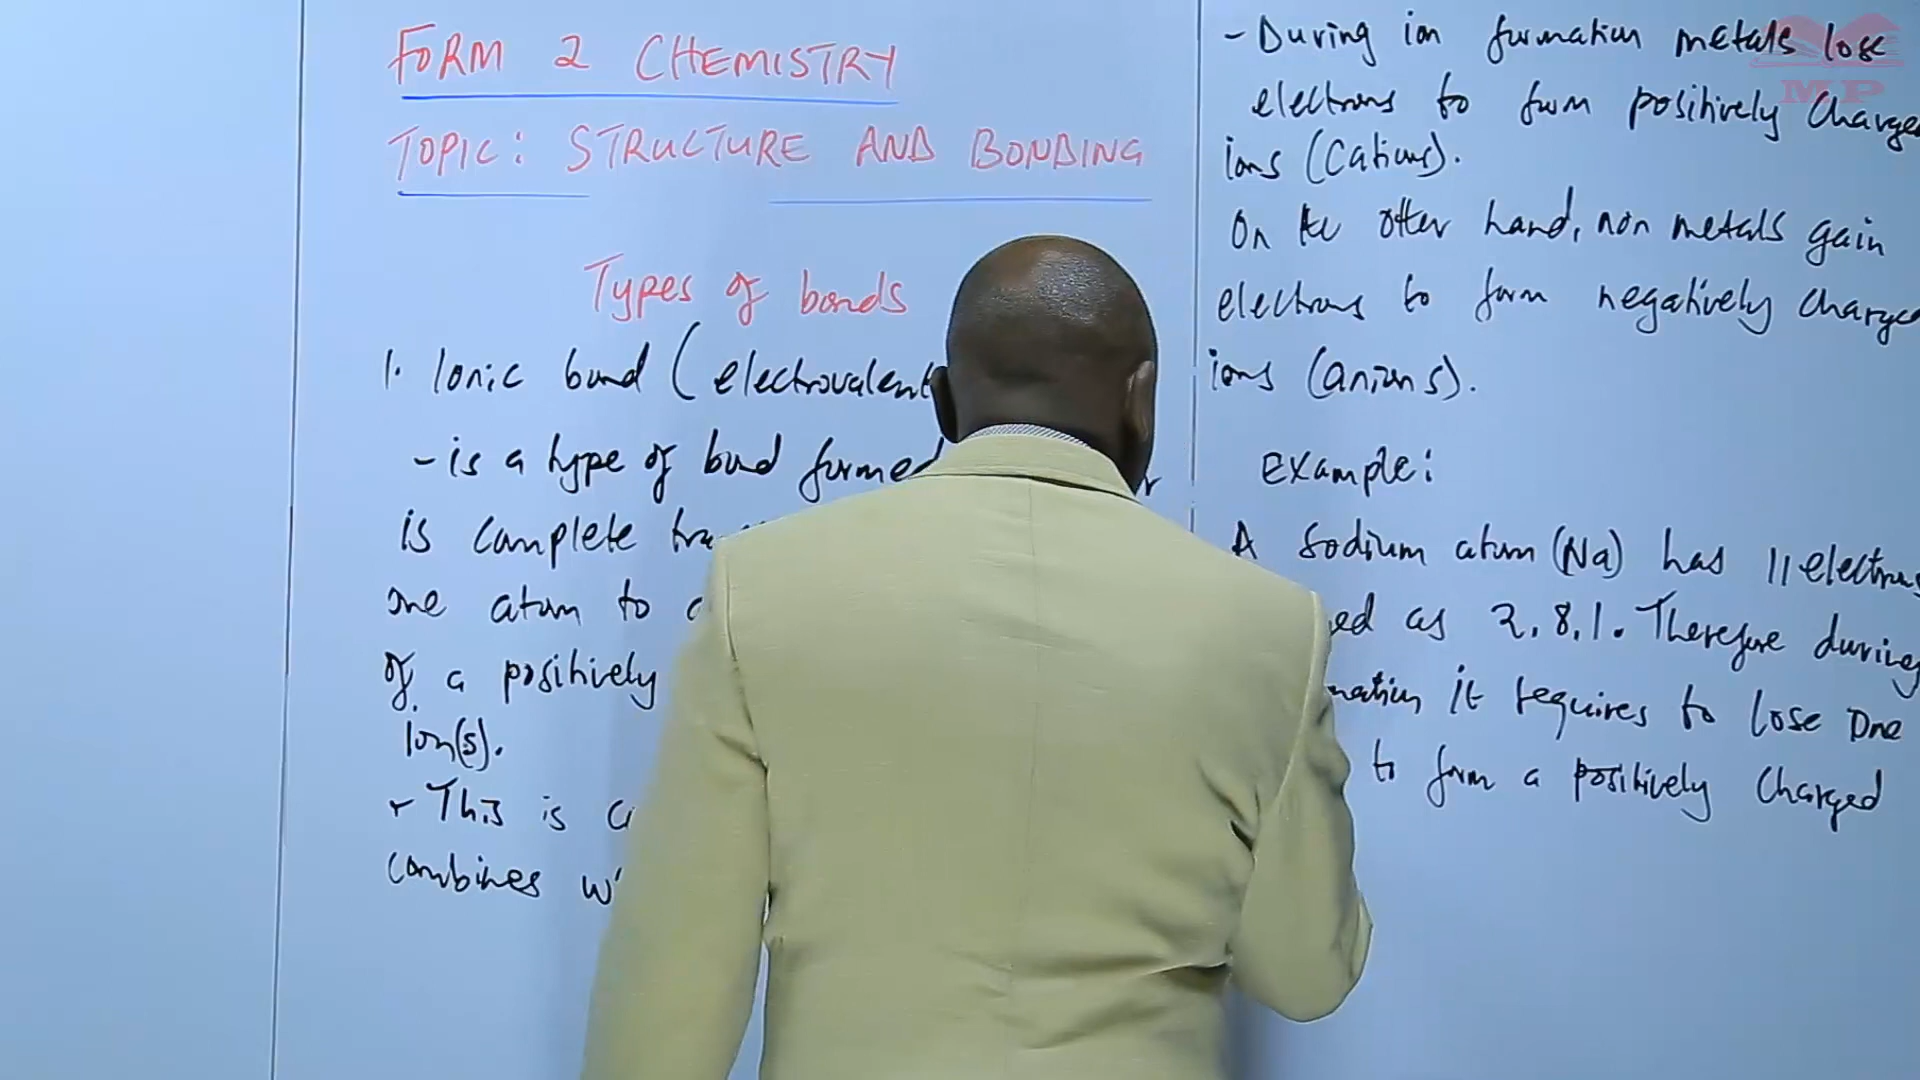 FORM 2 CHEMISTRY
TOPIC: STRUCTURE AND BONDING
Types of bonds
1. Ionic bond (electrovalent
- is a type of bond formed
is complete
one atom to
of a positively
Ion(s).
- This is
combines
- During ion formation metals lose
electrons to form positively Charged
ions (Cations).
On the other hand, non metals gain
electrons to form negatively charged
ions (anions).
Example:
A sodium atom (Na) has 11 electrons
as 2.8.1. Therefore during
it requires to lose one
to form a positively Charged
MP